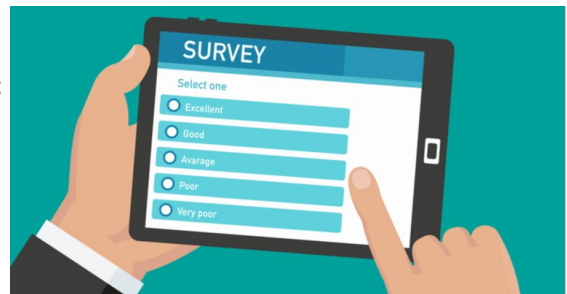 SURVEY
Select one
Excellent
Good
Avarage
Poor
Very poor